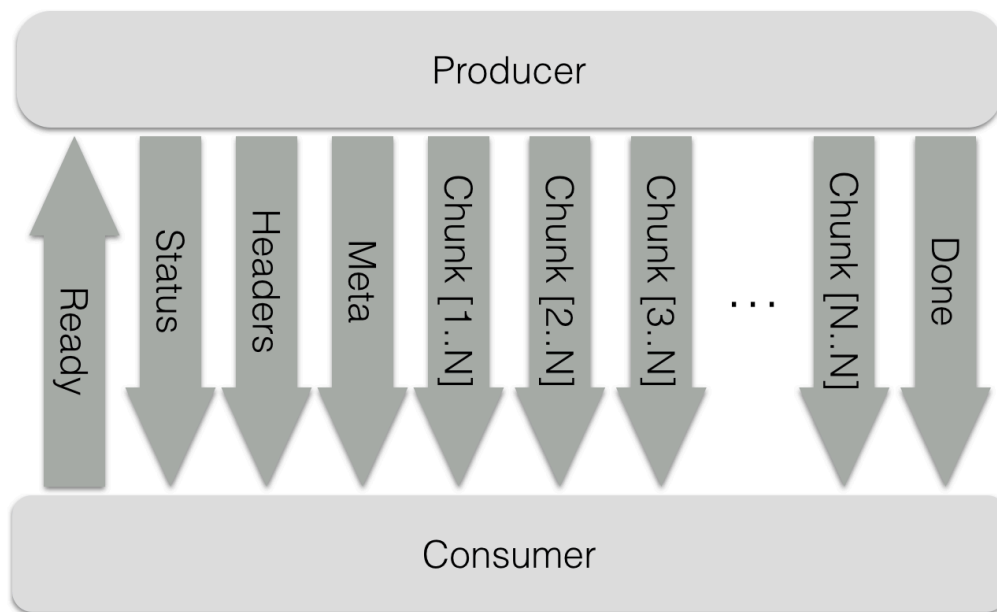 Producer
Ready
Status
Headers
Meta
Chunk [1..N]
Chunk [2..N]
Chunk [3..N]
...
Chunk [N..N]
Done
Consumer